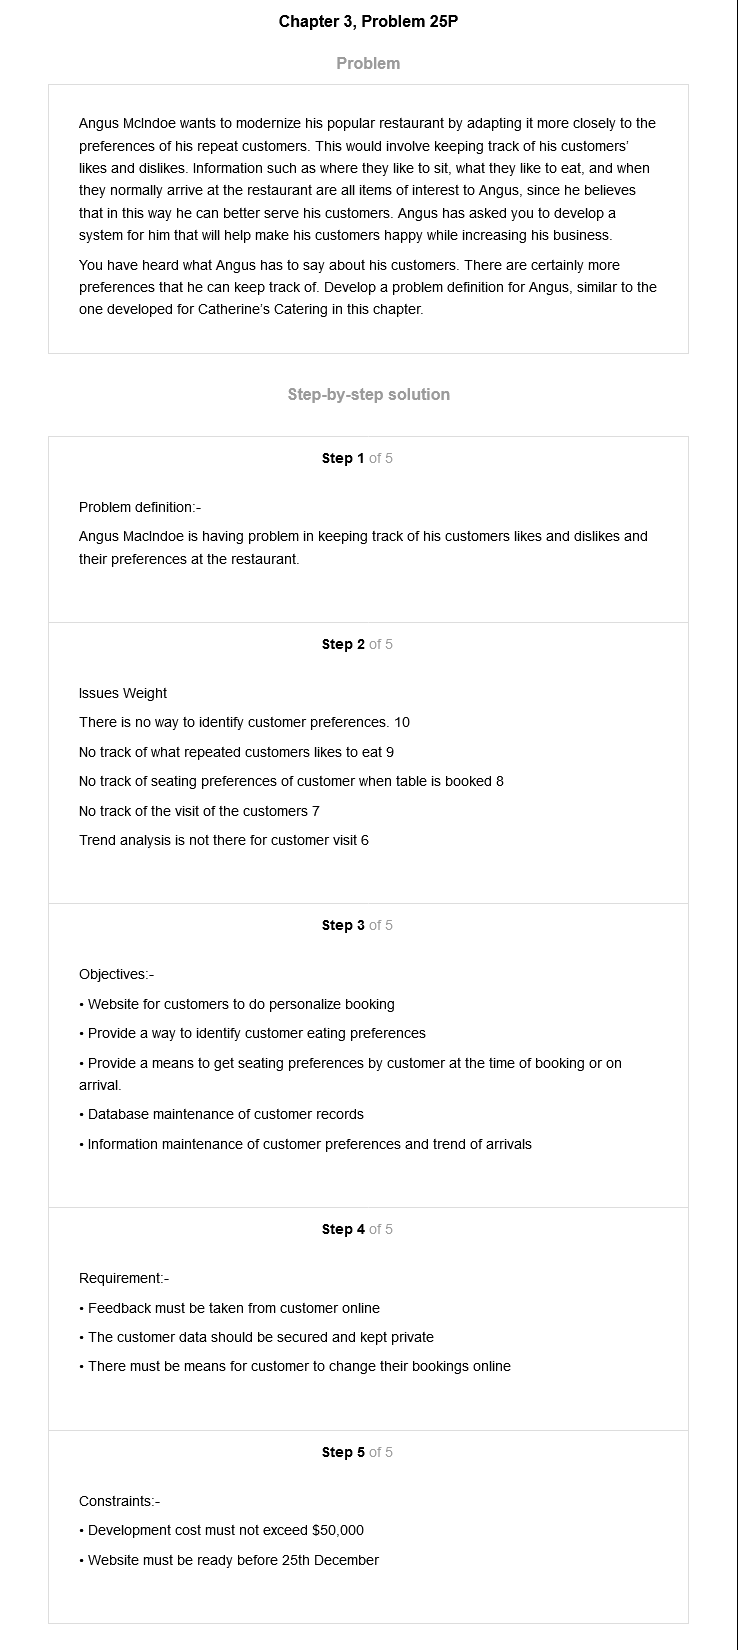 Chapter 3, Problem 25P
Problem
Angus McIndoe wants to modernize his popular restaurant by adapting it more closely to the
preferences of his repeat customers. This would involve keeping track of his customers’
likes and dislikes. Information such as where they like to sit, what they like to eat, and when
they normally arrive at the restaurant are all items of interest to Angus, since he believes
that in this way he can better serve his customers. Angus has asked you to develop a
system for him that will help make his customers happy while increasing his business.
You have heard what Angus has to say about his customers. There are certainly more
preferences that he can keep track of. Develop a problem definition for Angus, similar to the
one developed for Catherine’s Catering in this chapter.
Step-by-step solution
Step 1 of 5
Problem definition:-
Angus MacIndoe is having problem in keeping track of his customers likes and dislikes and
their preferences at the restaurant.
Step 2 of 5
Issues Weight
There is no way to identify customer preferences. 10
No track of what repeated customers likes to eat 9
No track of seating preferences of customer when table is booked 8
No track of the visit of the customers 7
Trend analysis is not there for customer visit 6
Step 3 of 5
Objectives:-
• Website for customers to do personalize booking
• Provide a way to identify customer eating preferences
• Provide a means to get seating preferences by customer at the time of booking or on
arrival.
• Database maintenance of customer records
• Information maintenance of customer preferences and trend of arrivals
Step 4 of 5
Requirement:-
• Feedback must be taken from customer online
• The customer data should be secured and kept private
• There must be means for customer to change their bookings online
Step 5 of 5
Constraints:-
• Development cost must not exceed $50,000
• Website must be ready before 25th December